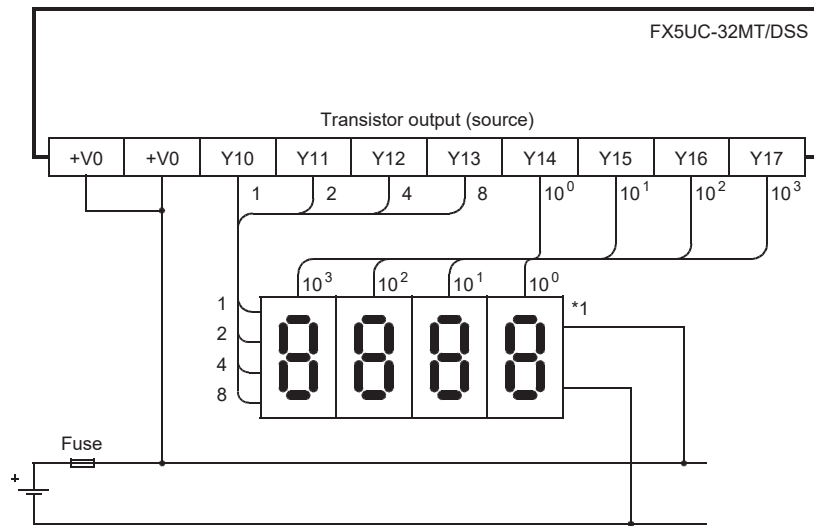 FX5UC-32MT/DSS
Transistor output (source)
+V0 +V0 Y10 Y11 Y12 Y13 Y14 Y15 Y16 Y17
1 2 4 8 10⁰ 10¹ 10² 10³
10³ 10² 10¹ 10⁰
1 *1
2
4
8
Fuse
+